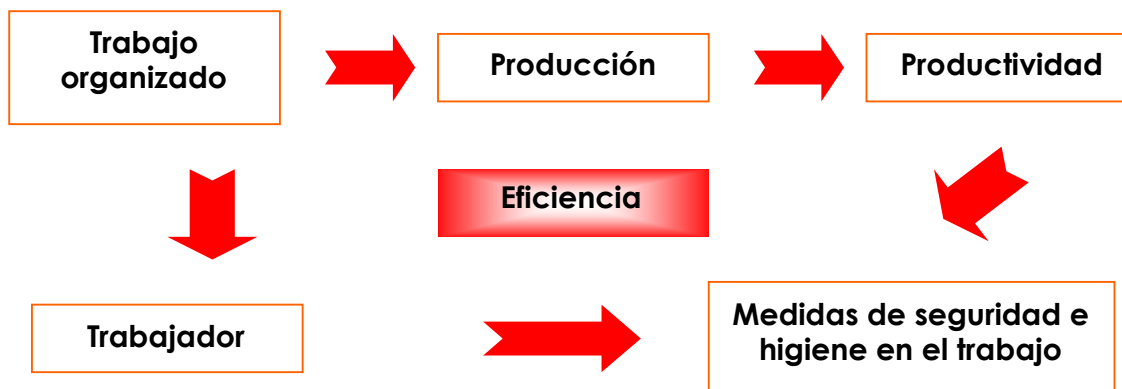 Trabajo
organizado
Producción
Productividad
Eficiencia
Trabajador
Medidas de seguridad e
higiene en el trabajo